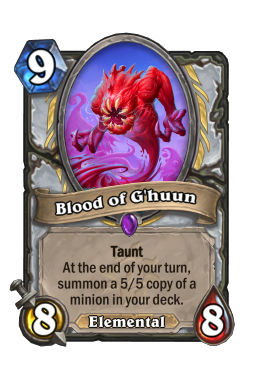 9
Blood of G'huun
Taunt
At the end of your turn,
summon a 5/5 copy of a
minion in your deck.
8
Elemental
8